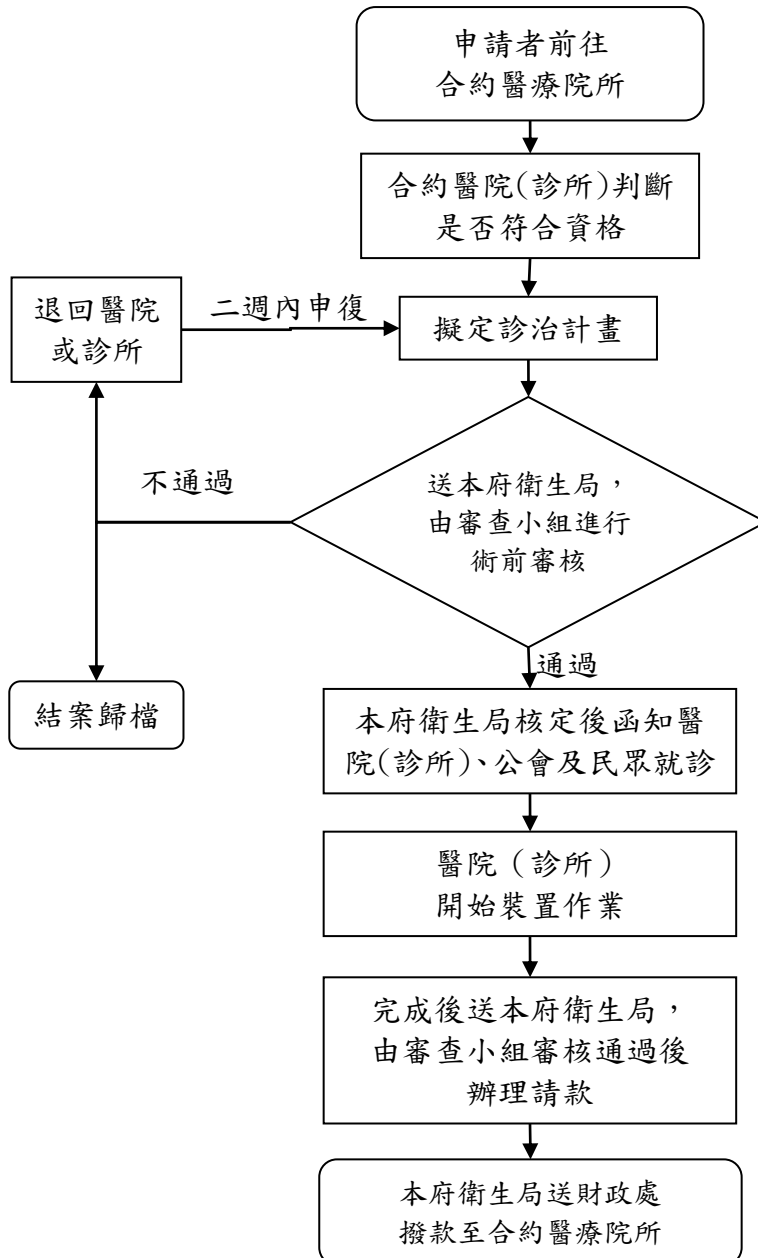 申請者前往
合約醫療院所
合約醫院(診所)判斷
是否符合資格
退回醫院
或診所
二週內申復
擬定診治計畫
不通過
送本府衛生局，
由審查小組進行
術前審核
通過
結案歸檔
本府衛生局核定後函知醫
院(診所)、公會及民眾就診
醫院（診所）
開始裝置作業
完成後送本府衛生局，
由審查小組審核通過後
辦理請款
本府衛生局送財政處
撥款至合約醫療院所